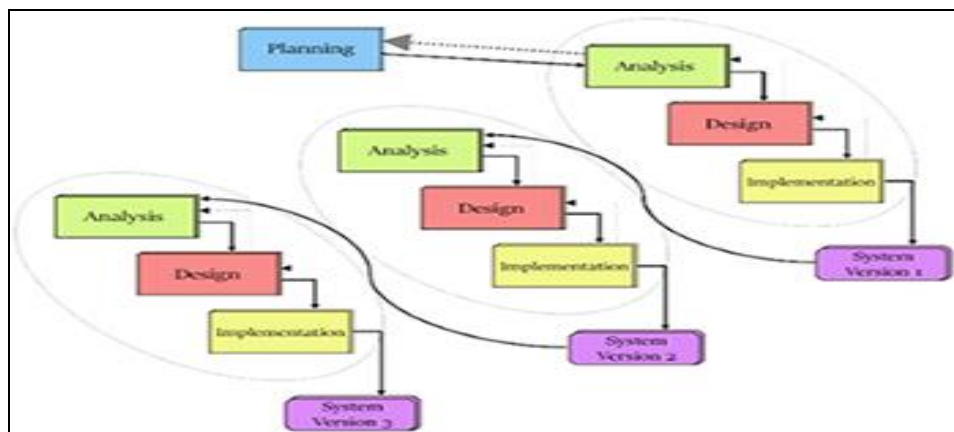 Planning
Analysis
Design
Implementation
System
Version 1
Analysis
Design
Implementation
System
Version 2
Analysis
Design
Implementation
System
Version 3